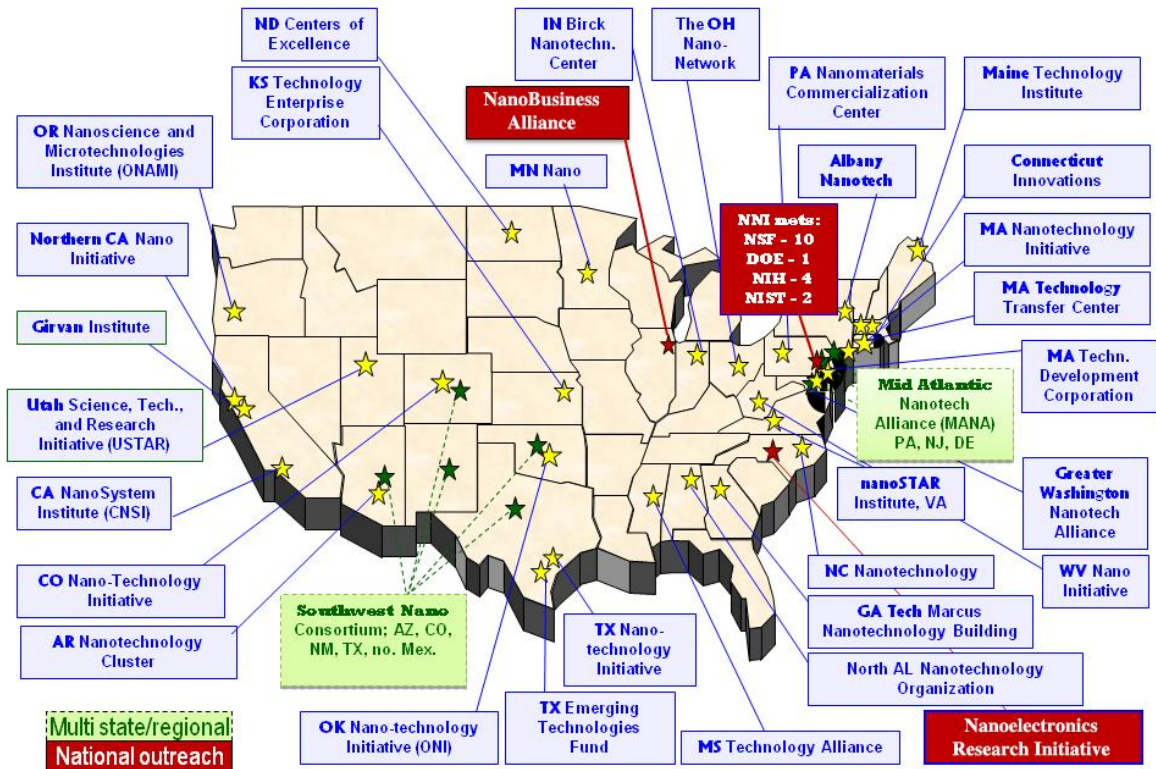 ND Centers of
Excellence
IN Birck
Nanotechn.
Center
The OH
Nano-
Network
PA Nanomaterials
Commercialization
Center
Maine Technology
Institute
KS Technology
Enterprise
Corporation
NanoBusiness
Alliance
OR Nanoscience and
Microtechnologies
Institute (ONAMI)
MN Nano
Albany
Nanotech
Connecticut
Innovations
NNI nets:
NSF - 10
DOE - 1
NIH - 4
NIST - 2
Northern CA Nano
Initiative
MA Nanotechnology
Initiative
MA Technology
Transfer Center
Girvan Institute
MA Techn.
Development
Corporation
Mid Atlantic
Nanotech
Alliance (MANA)
PA, NJ, DE
Utah Science, Tech.,
and Research
Initiative (USTAR)
CA NanoSystem
Institute (CNSI)
nanoSTAR
Institute, VA
Greater
Washington
Nanotech
Alliance
CO Nano-Technology
Initiative
NC Nanotechnology
WV Nano
Initiative
AR Nanotechnology
Cluster
Southwest Nano
Consortium; AZ, CO,
NM, TX, no. Mex.
TX Nano-
technology
Initiative
GA Tech Marcus
Nanotechnology Building
North AL Nanotechnology
Organization
OK Nano-technology
Initiative (ONI)
TX Emerging
Technologies
Fund
MS Technology Alliance
Nanoelectronics
Research Initiative
Multi state/regional
National outreach